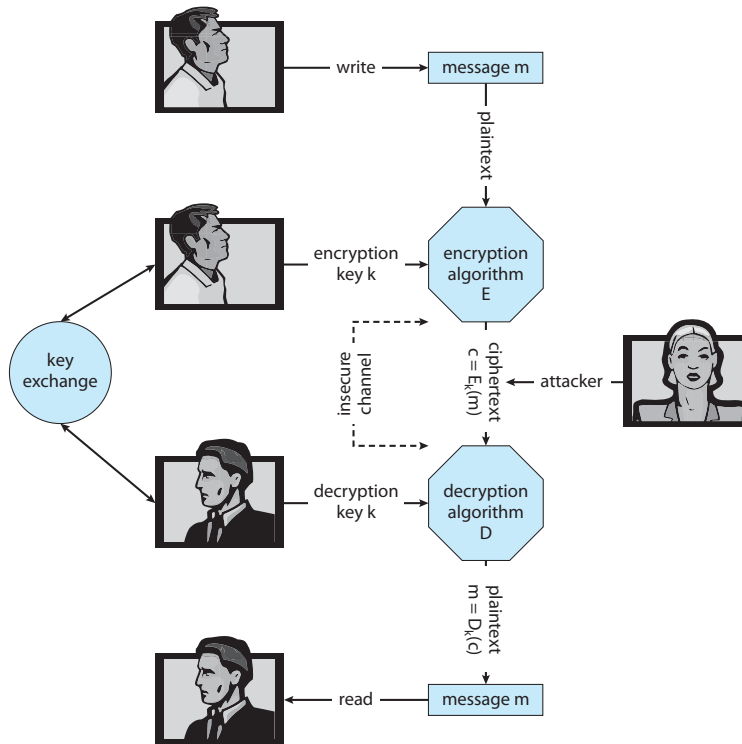 write
message m
plaintext
encryption
key k
encryption
algorithm
E
key
exchange
insecure
channel
ciphertext
c = Eₖ(m)
attacker
decryption
key k
decryption
algorithm
D
plaintext
m = Dₖ(c)
read
message m